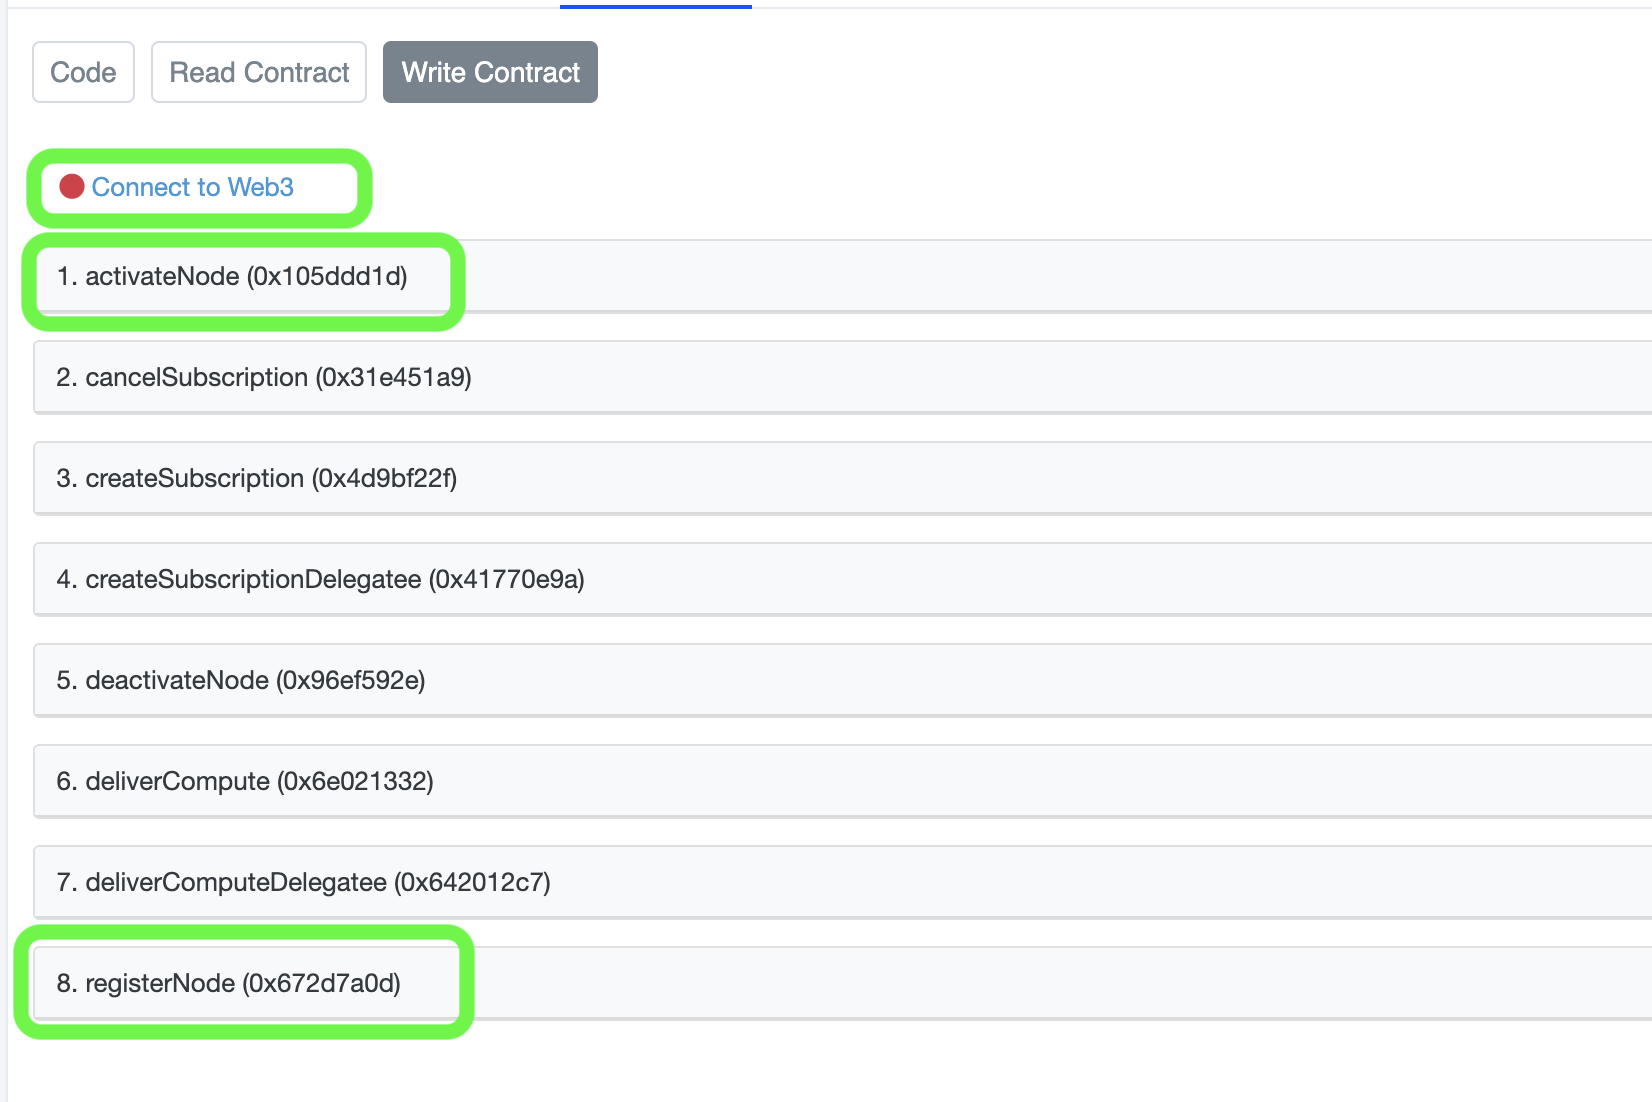 Code Read Contract Write Contract
Connect to Web3
1. activateNode (0x105ddd1d)
2. cancelSubscription (0x31e451a9)
3. createSubscription (0x4d9bf22f)
4. createSubscriptionDelegatee (0x41770e9a)
5. deactivateNode (0x96ef592e)
6. deliverCompute (0x6e021332)
7. deliverComputeDelegatee (0x642012c7)
8. registerNode (0x672d7a0d)